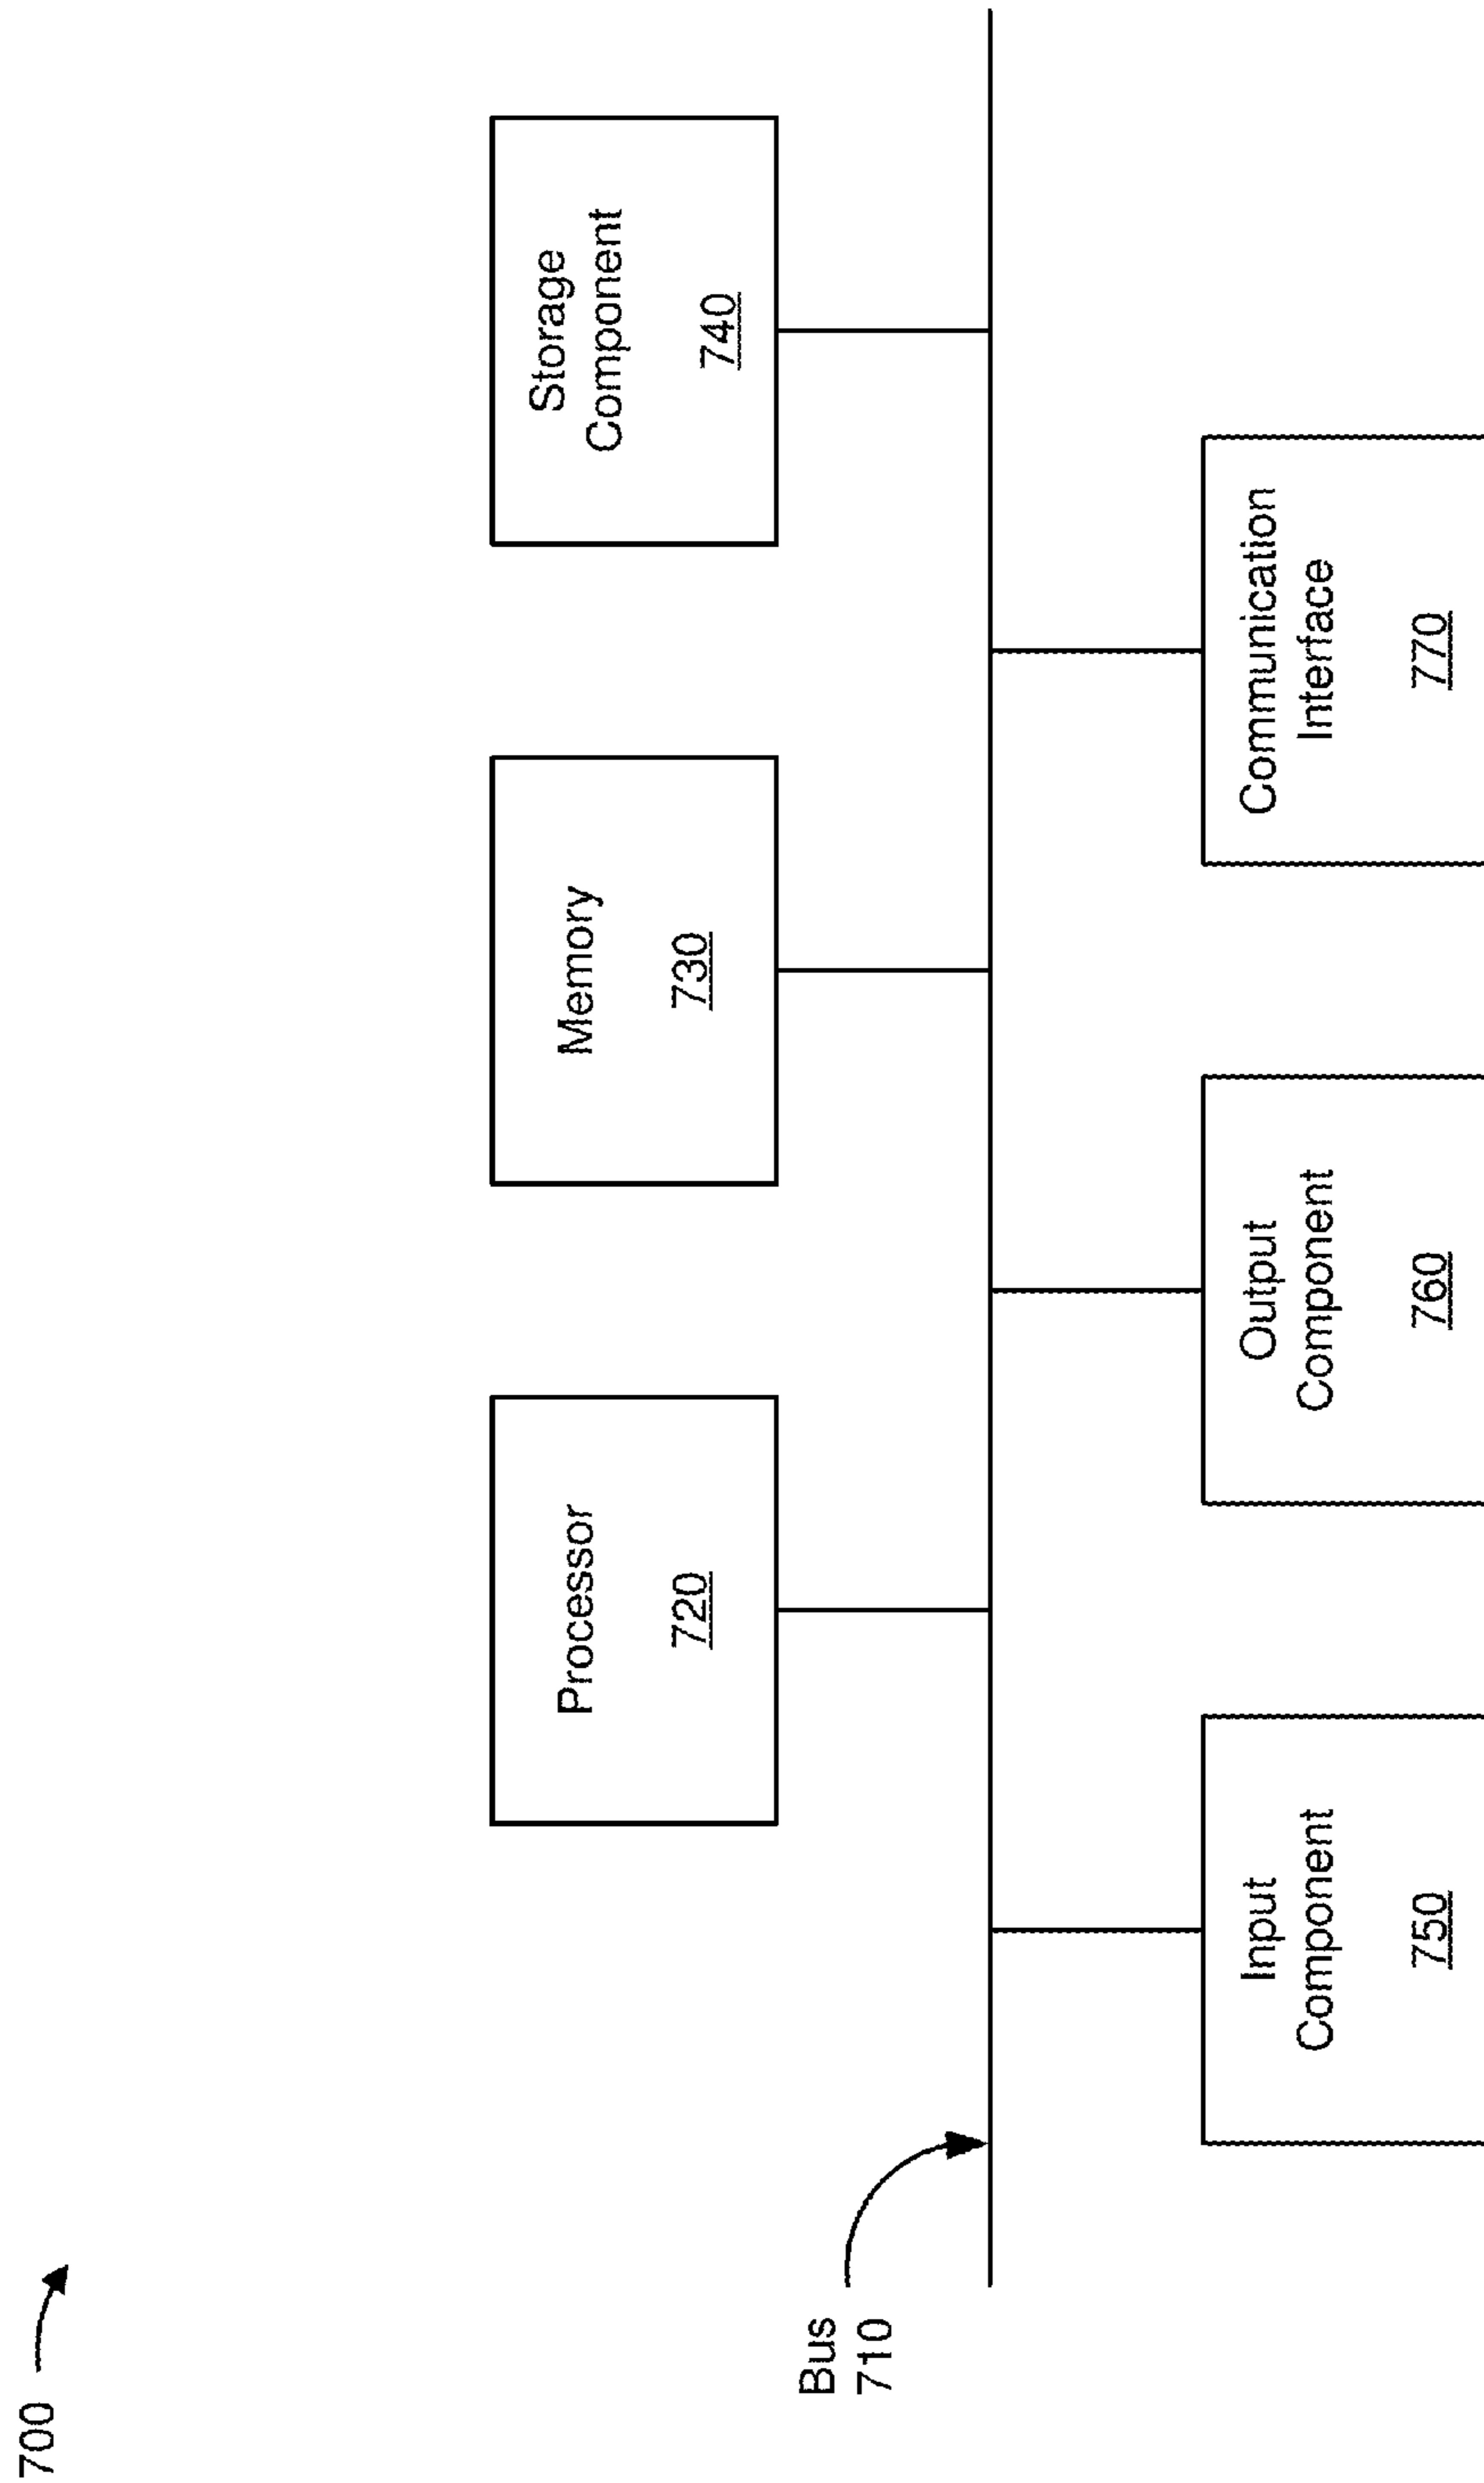 700
Processor
720
Memory
730
Storage
Component
740
Bus
710
Input
Component
750
Output
Component
760
Communication
Interface
770